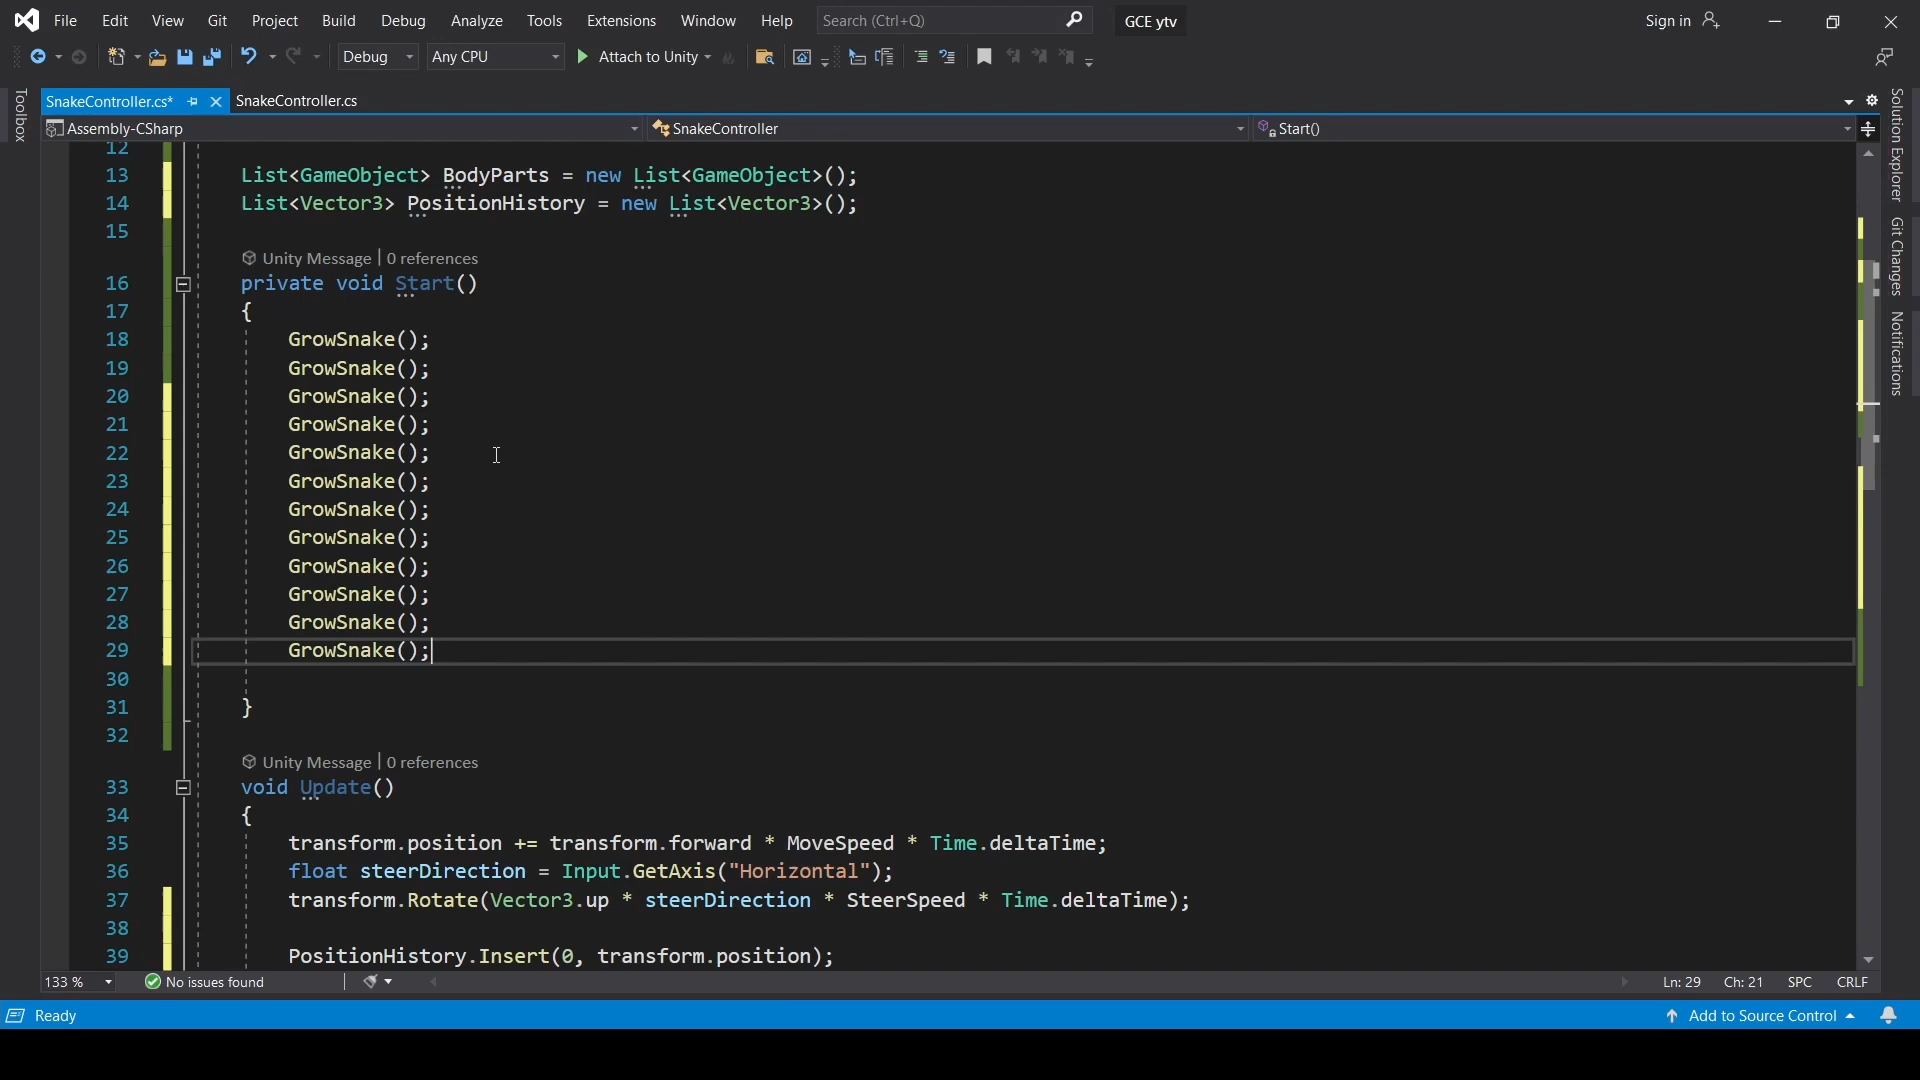 File Edit View Git Project Build Debug Analyze Tools Extensions Window Help Search (Ctrl+Q) GCE ytv Sign in
Debug Any CPU Attach to Unity
Toolbox
SnakeController.cs* SnakeController.cs
Assembly-CSharp SnakeController Start()
12
13 List<GameObject> BodyParts = new List<GameObject>();
14 List<Vector3> PositionHistory = new List<Vector3>();
15
Unity Message | 0 references
16 private void Start()
17 {
18 GrowSnake();
19 GrowSnake();
20 GrowSnake();
21 GrowSnake();
22 GrowSnake();
23 GrowSnake();
24 GrowSnake();
25 GrowSnake();
26 GrowSnake();
27 GrowSnake();
28 GrowSnake();
29 GrowSnake();
30
31 }
32
Unity Message | 0 references
33 void Update()
34 {
35 transform.position += transform.forward * MoveSpeed * Time.deltaTime;
36 float steerDirection = Input.GetAxis("Horizontal");
37 transform.Rotate(Vector3.up * steerDirection * SteerSpeed * Time.deltaTime);
38
39 PositionHistory.Insert(0, transform.position);
Solution Explorer
Git Changes
Notifications
133 % No issues found Ln: 29 Ch: 21 SPC CRLF
Ready Add to Source Control